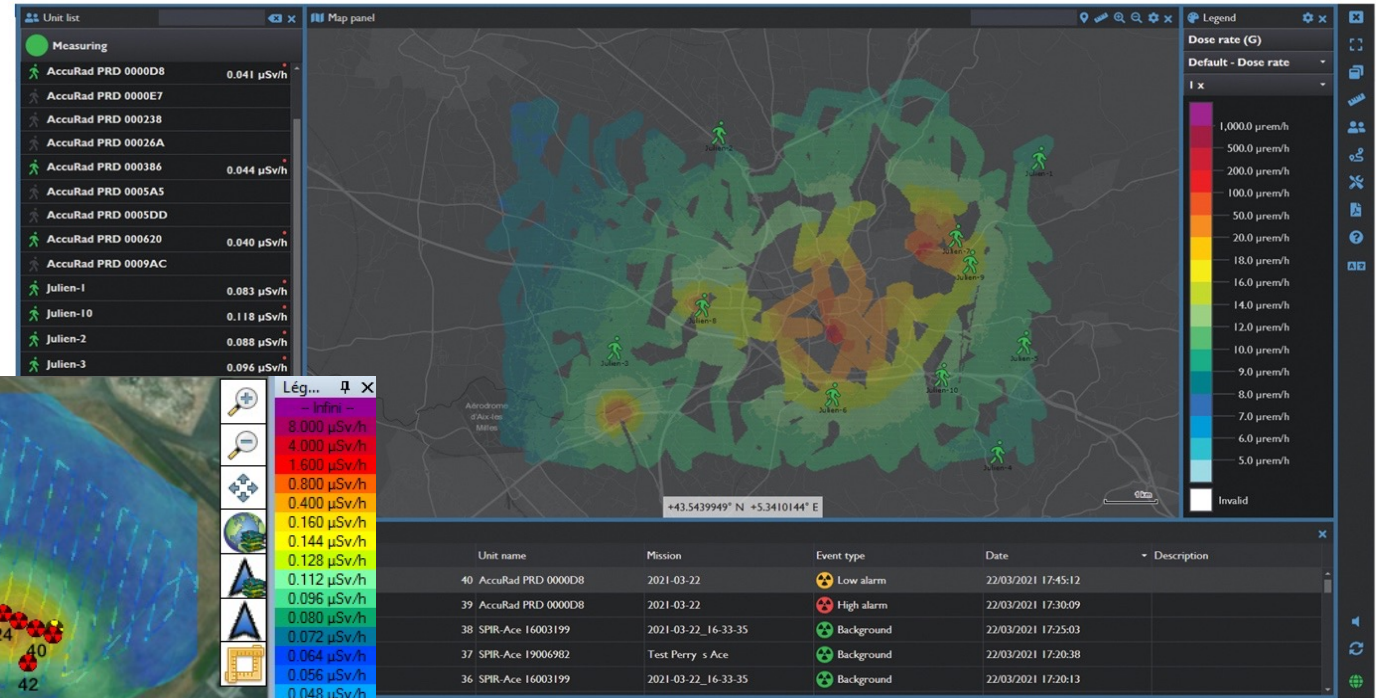 Unit list
Measuring
AccuRad PRD 0000D8 0.041 µSv/h
AccuRad PRD 0000E7
AccuRad PRD 000238
AccuRad PRD 00026A
AccuRad PRD 000386 0.044 µSv/h
AccuRad PRD 0005A5
AccuRad PRD 0005DD
AccuRad PRD 000620 0.040 µSv/h
AccuRad PRD 0009AC
Julien-1 0.083 µSv/h
Julien-10 0.118 µSv/h
Julien-2 0.088 µSv/h
Julien-3 0.096 µSv/h
Map panel
Julien-2
Julien-1
Julien-9
Julien-8
Julien-3
Julien-5
Julien-10
Julien-6
Julien-4
Aérodrome
d'Aix-les
Milles
+43.5439949° N +5.3410144° E
1km
Legend
Dose rate (G)
Default - Dose rate
1 x
1,000.0 µrem/h
500.0 µrem/h
200.0 µrem/h
100.0 µrem/h
50.0 µrem/h
20.0 µrem/h
18.0 µrem/h
16.0 µrem/h
14.0 µrem/h
12.0 µrem/h
10.0 µrem/h
9.0 µrem/h
8.0 µrem/h
7.0 µrem/h
6.0 µrem/h
5.0 µrem/h
Invalid
Lég...
-- Infini --
8.000 µSv/h
4.000 µSv/h
1.600 µSv/h
0.800 µSv/h
0.400 µSv/h
0.160 µSv/h
0.144 µSv/h
0.128 µSv/h
0.112 µSv/h
0.096 µSv/h
0.080 µSv/h
0.072 µSv/h
0.064 µSv/h
0.056 µSv/h
0.048 µSv/h
24
40
42
Unit name Mission Event type Date Description
40 AccuRad PRD 0000D8 2021-03-22 Low alarm 22/03/2021 17:45:12
39 AccuRad PRD 0000D8 2021-03-22 High alarm 22/03/2021 17:30:09
38 SPIR-Ace 16003199 2021-03-22_16-33-35 Background 22/03/2021 17:25:03
37 SPIR-Ace 19006982 Test Perry s Ace Background 22/03/2021 17:20:38
36 SPIR-Ace 16003199 2021-03-22_16-33-35 Background 22/03/2021 17:20:13